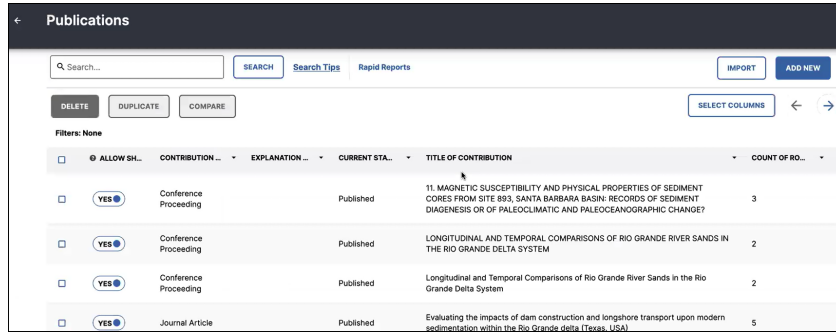 Publications
Search...
SEARCH
Search Tips
Rapid Reports
IMPORT
ADD NEW
DELETE
DUPLICATE
COMPARE
SELECT COLUMNS
Filters: None
ALLOW SH...
CONTRIBUTION ...
EXPLANATION ...
CURRENT STA...
TITLE OF CONTRIBUTION
COUNT OF RO...
YES
Conference
Proceeding
Published
11. MAGNETIC SUSCEPTIBILITY AND PHYSICAL PROPERTIES OF SEDIMENT
CORES FROM SITE 893, SANTA BARBARA BASIN: RECORDS OF SEDIMENT
DIAGENESIS OR OF PALEOCLIMATIC AND PALEOCEANOGRAPHIC CHANGE?
3
YES
Conference
Proceeding
Published
LONGITUDINAL AND TEMPORAL COMPARISONS OF RIO GRANDE RIVER SANDS IN
THE RIO GRANDE DELTA SYSTEM
2
YES
Conference
Proceeding
Published
Longitudinal and Temporal Comparisons of Rio Grande River Sands in the Rio
Grande Delta System
2
YES
Journal Article
Published
Evaluating the impacts of dam construction and longshore transport upon modern
sedimentation within the Rio Grande delta (Texas, USA)
5